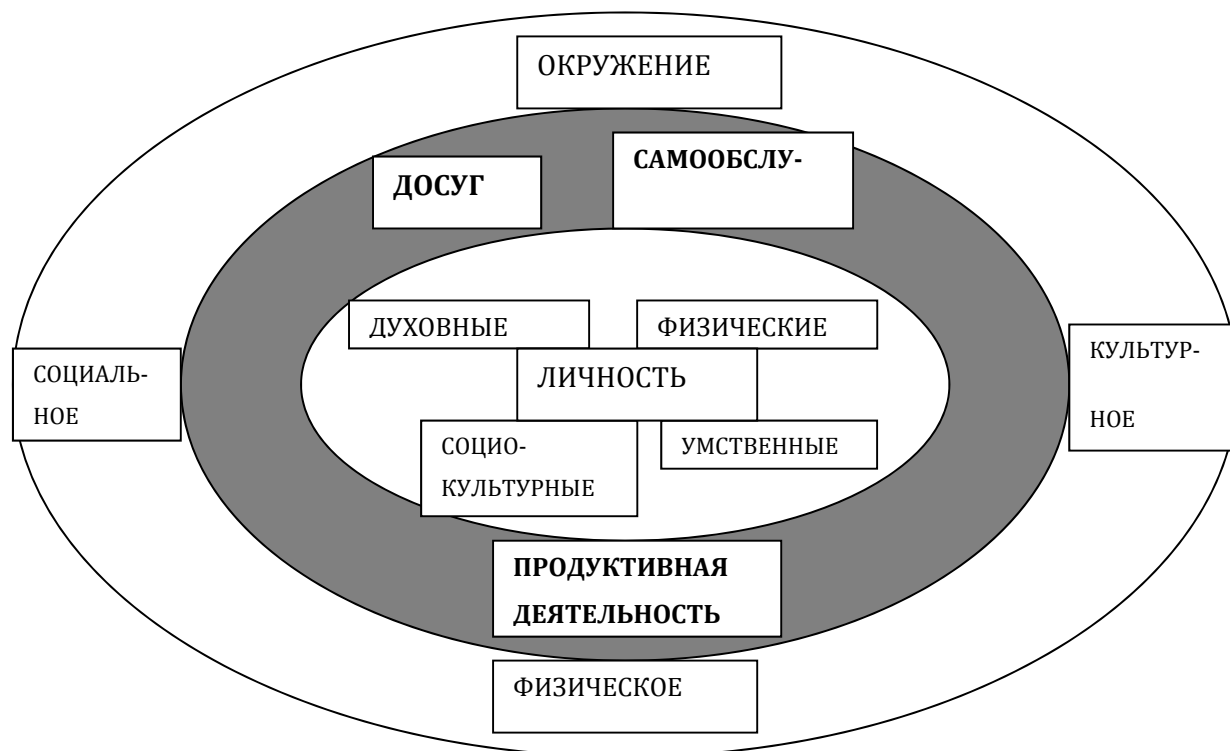 ОКРУЖЕНИЕ
ДОСУГ
САМООБСЛУ-
ДУХОВНЫЕ
ФИЗИЧЕСКИЕ
ЛИЧНОСТЬ
СОЦИАЛЬ-
НОЕ
КУЛЬТУР-
НОЕ
СОЦИО-
КУЛЬТУРНЫЕ
УМСТВЕННЫЕ
ПРОДУКТИВНАЯ
ДЕЯТЕЛЬНОСТЬ
ФИЗИЧЕСКОЕ